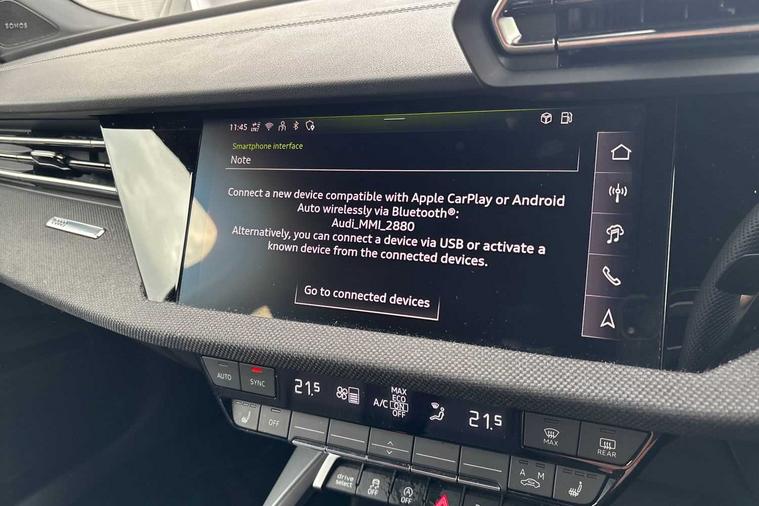 SONOS
11:45 LTE
Smartphone interface
Note
Connect a new device compatible with Apple CarPlay or Android
Auto wirelessly via Bluetooth®:
Audi_MMI_2880
Alternatively, you can connect a device via USB or activate a
known device from the connected devices.
Go to connected devices
AUTO
SYNC
21.5
A/C
MAX
ECO
ON
OFF
21.5
MAX
REAR
OFF
A M
drive
select
OFF
OFF